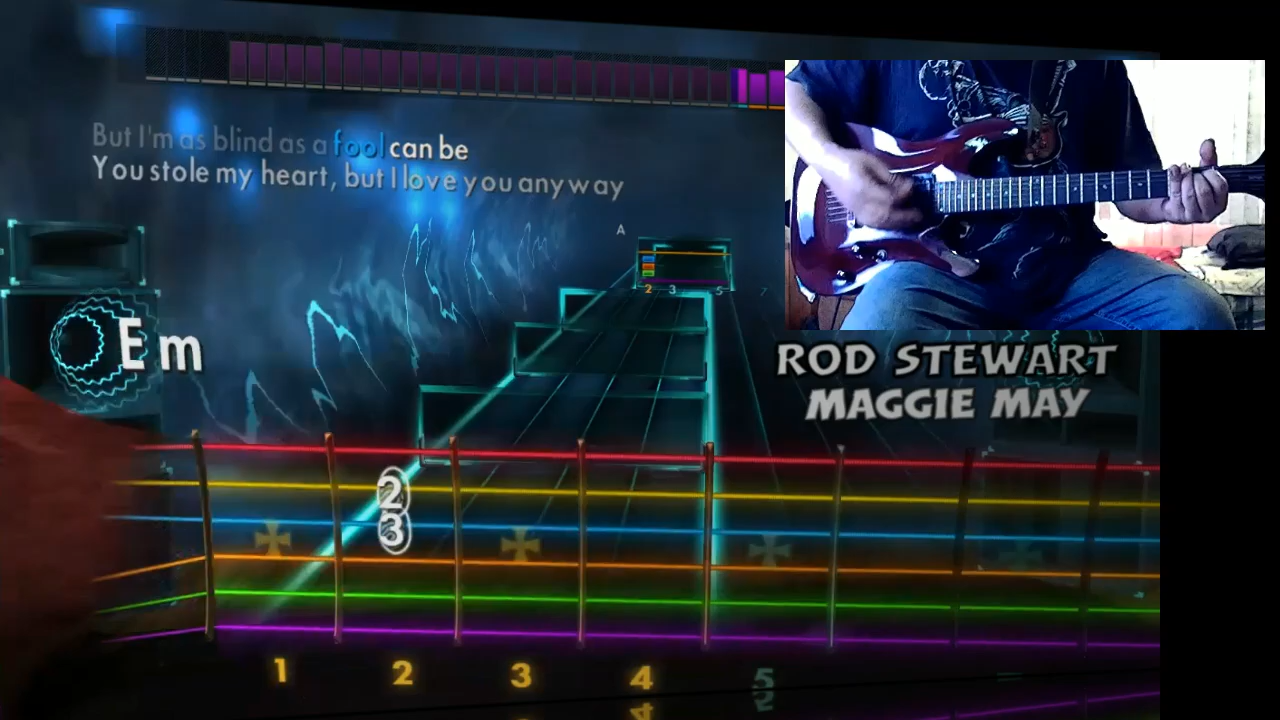 But I'm as blind as a fool can be
You stole my heart, but I love you anyway
A
2 3 5 7
Em
ROD STEWART
MAGGIE MAY
2
3
1 2 3 4 5